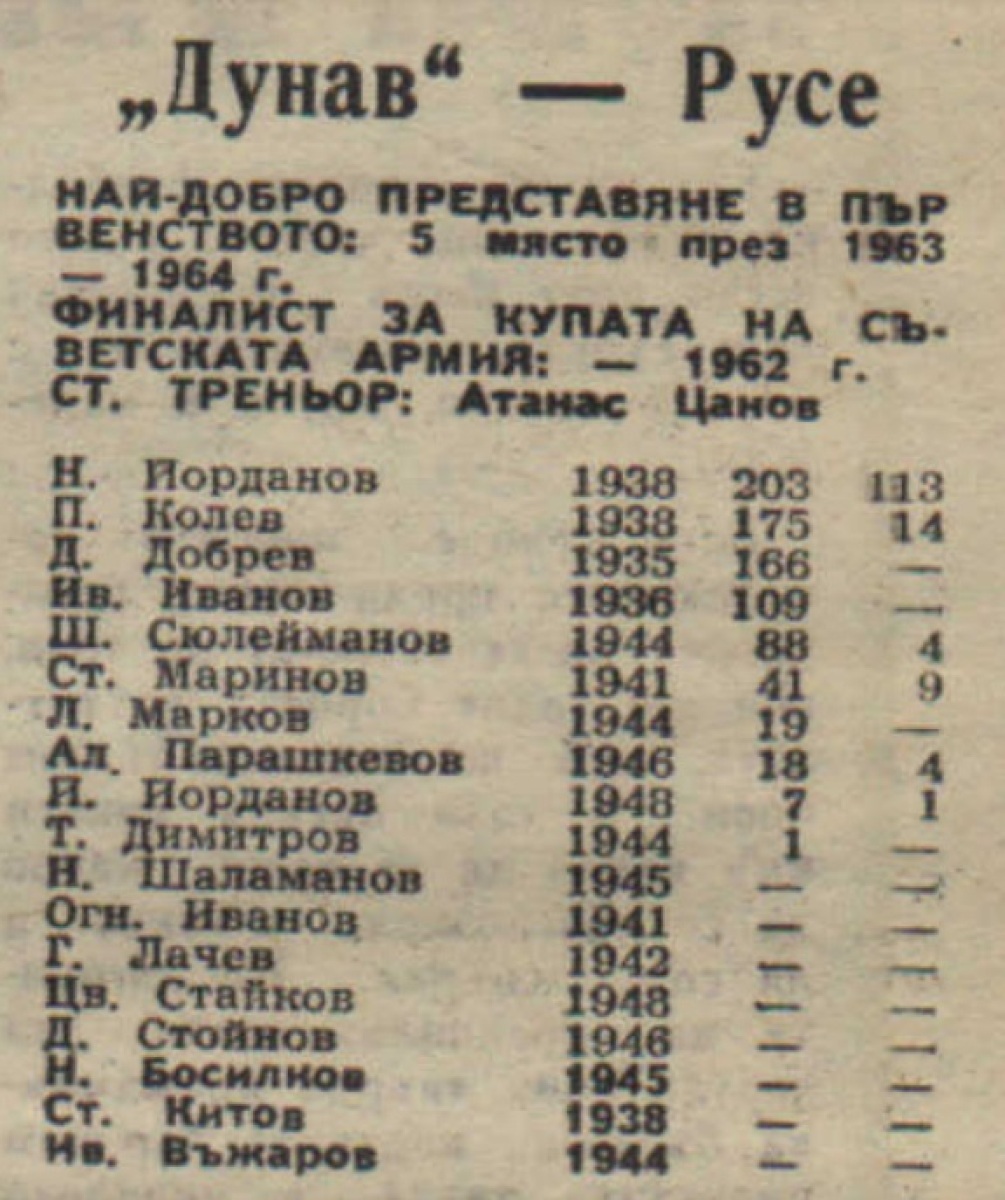 „Дунав“ — Русе
НАЙ-ДОБРО ПРЕДСТАВЯНЕ В ПЪР
ВЕНСТВОТО: 5 място през 1963
— 1964 г.
ФИНАЛИСТ ЗА КУПАТА НА СЪ-
ВЕТСКАТА АРМИЯ: — 1962 г.
СТ. ТРЕНЬОР: Атанас Цанов
Н. Йорданов 1938 203 113
П. Колев 1938 175 14
Д. Добрев 1935 166 —
Ив. Иванов 1936 109 —
Ш. Сюлейманов 1944 88 4
Ст. Маринов 1941 41 9
Л. Марков 1944 19 —
Ал. Парашкевов 1946 18 4
Й. Йорданов 1948 7 1
Т. Димитров 1944 1 —
Н. Шаламанов 1945 — —
Огн. Иванов 1941 — —
Г. Лачев 1942 — —
Цв. Стайков 1948 — —
Д. Стойнов 1946 — —
Н. Босилков 1945 — —
Ст. Китов 1938 — —
Ив. Въжаров 1944 — —